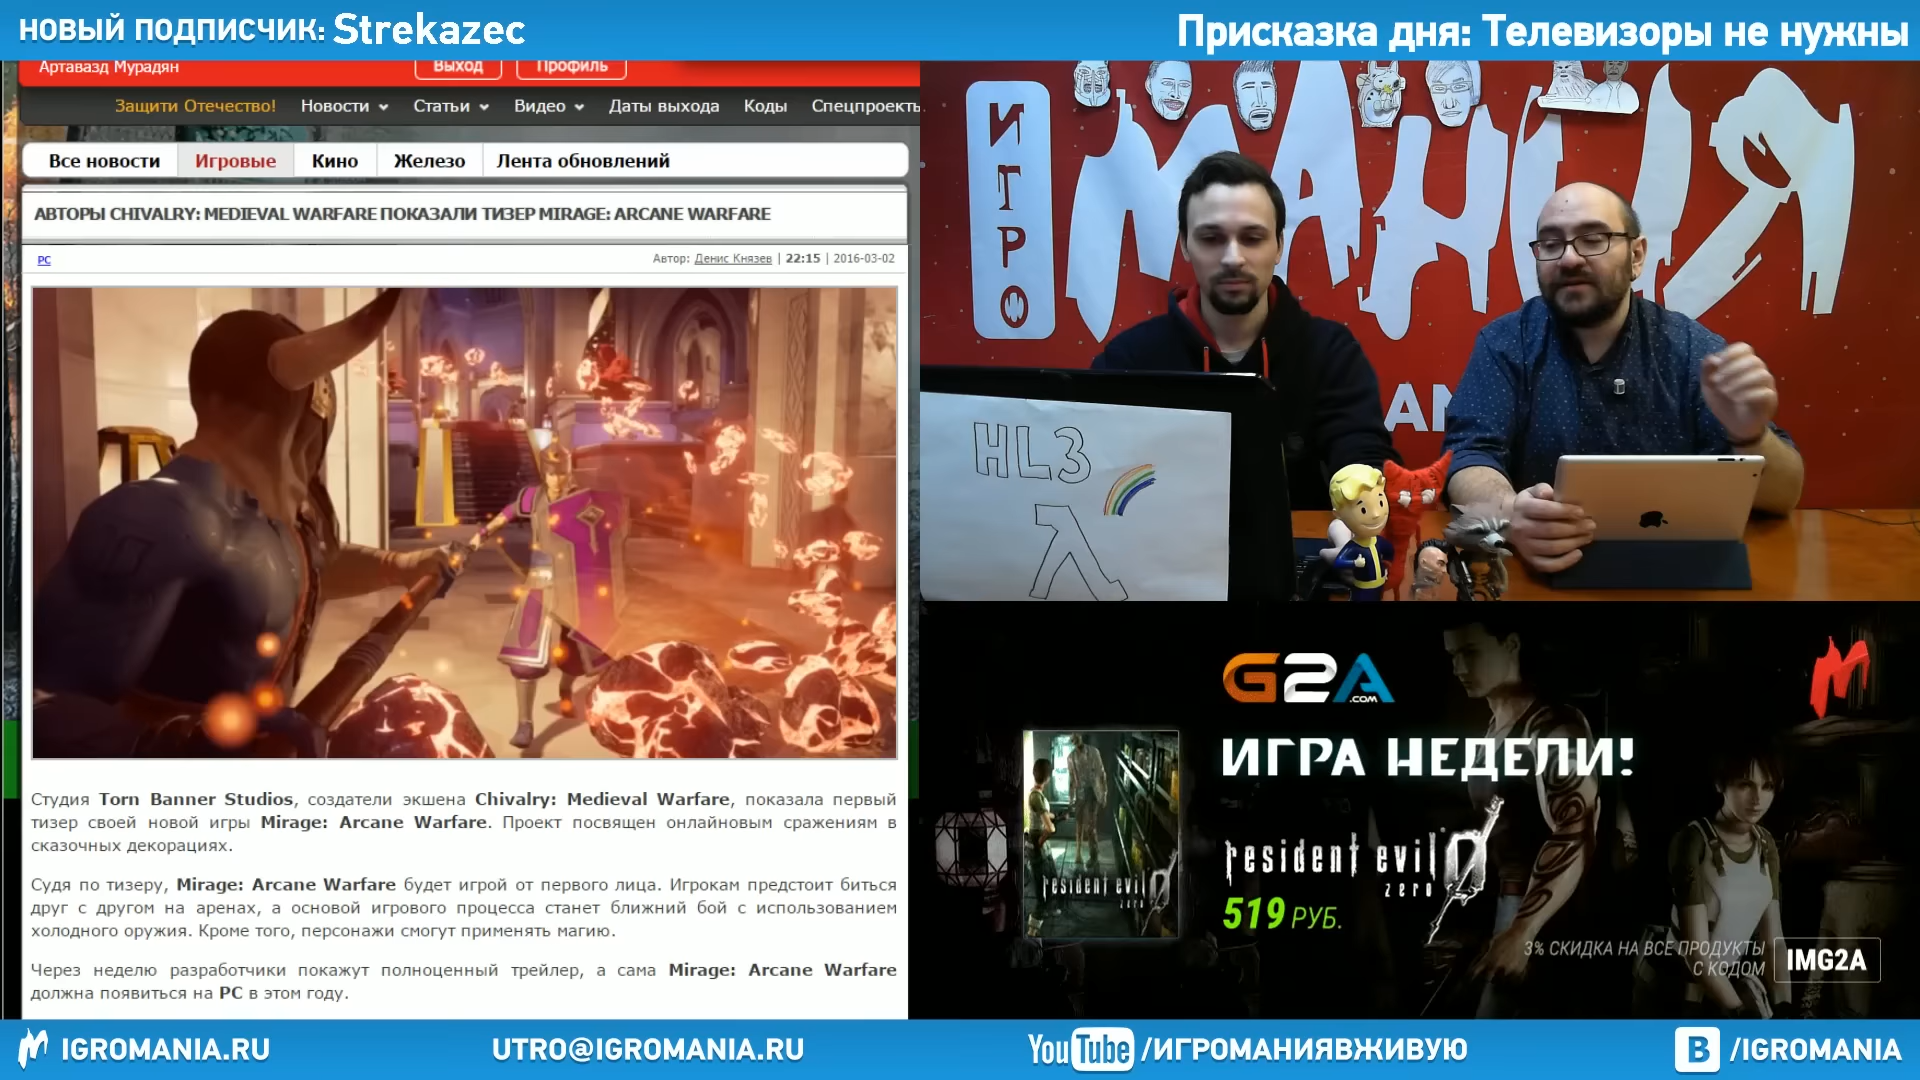 НОВЫЙ ПОДПИСЧИК: Strekazec
Присказка дня: Телевизоры не нужны
Артавазд Мурадян
Выход
Профиль
Защити Отечество! Новости Статьи Видео Даты выхода Коды Спецпроекты
Все новости Игровые Кино Железо Лента обновлений
АВТОРЫ CHIVALRY: MEDIEVAL WARFARE ПОКАЗАЛИ ТИЗЕР MIRAGE: ARCANE WARFARE
PC
Автор: Денис Князев | 22:15 | 2016-03-02
Студия Torn Banner Studios, создатели экшена Chivalry: Medieval Warfare, показала первый
тизер своей новой игры Mirage: Arcane Warfare. Проект посвящен онлайновым сражениям в
сказочных декорациях.
Судя по тизеру, Mirage: Arcane Warfare будет игрой от первого лица. Игрокам предстоит биться
друг с другом на аренах, а основой игрового процесса станет ближний бой с использованием
холодного оружия. Кроме того, персонажи смогут применять магию.
Через неделю разработчики покажут полноценный трейлер, а сама Mirage: Arcane Warfare
должна появиться на PC в этом году.
ИГРО
МАНИЯ
HL3
λ
G2A
.COM
ИГРА НЕДЕЛИ!
resident evil 0
zero
resident evil 0
zero
519 РУБ.
3% СКИДКА НА ВСЕ ПРОДУКТЫ
С КОДОМ
IMG2A
IGROMANIA.RU
UTRO@IGROMANIA.RU
YouTube /ИГРОМАНИЯВЖИВУЮ
B /IGROMANIA